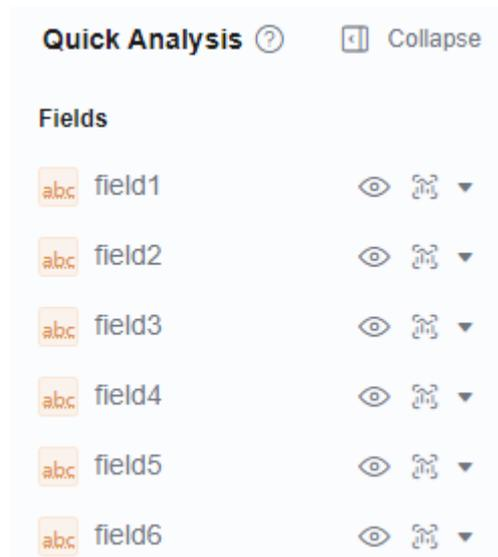 Quick Analysis ? Collapse
Fields
abc field1
abc field2
abc field3
abc field4
abc field5
abc field6